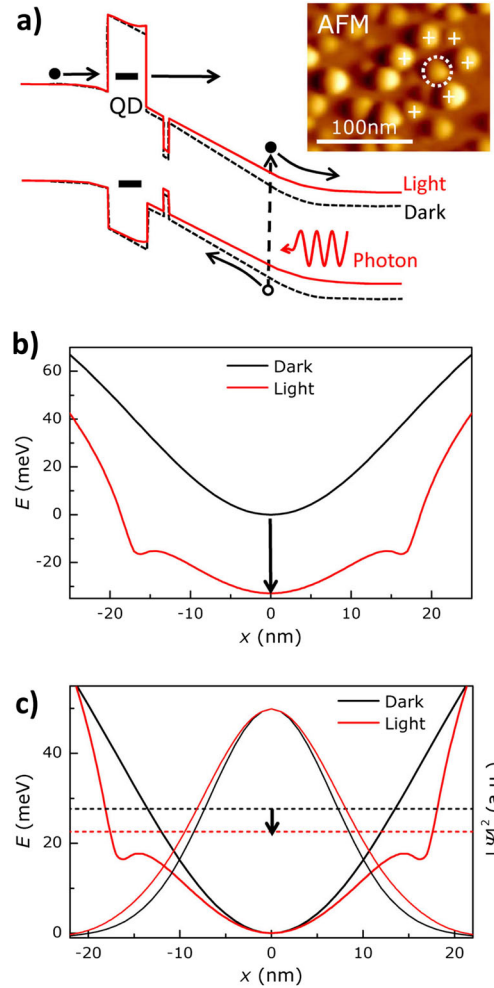 a)
AFM
100nm
QD
Light
Dark
Photon
b)
Dark
Light
E (meV)
60
40
20
0
-20
-20 -10 0 10 20
x (nm)
c)
Dark
Light
E (meV)
40
20
0
-20 -10 0 10 20
x (nm)